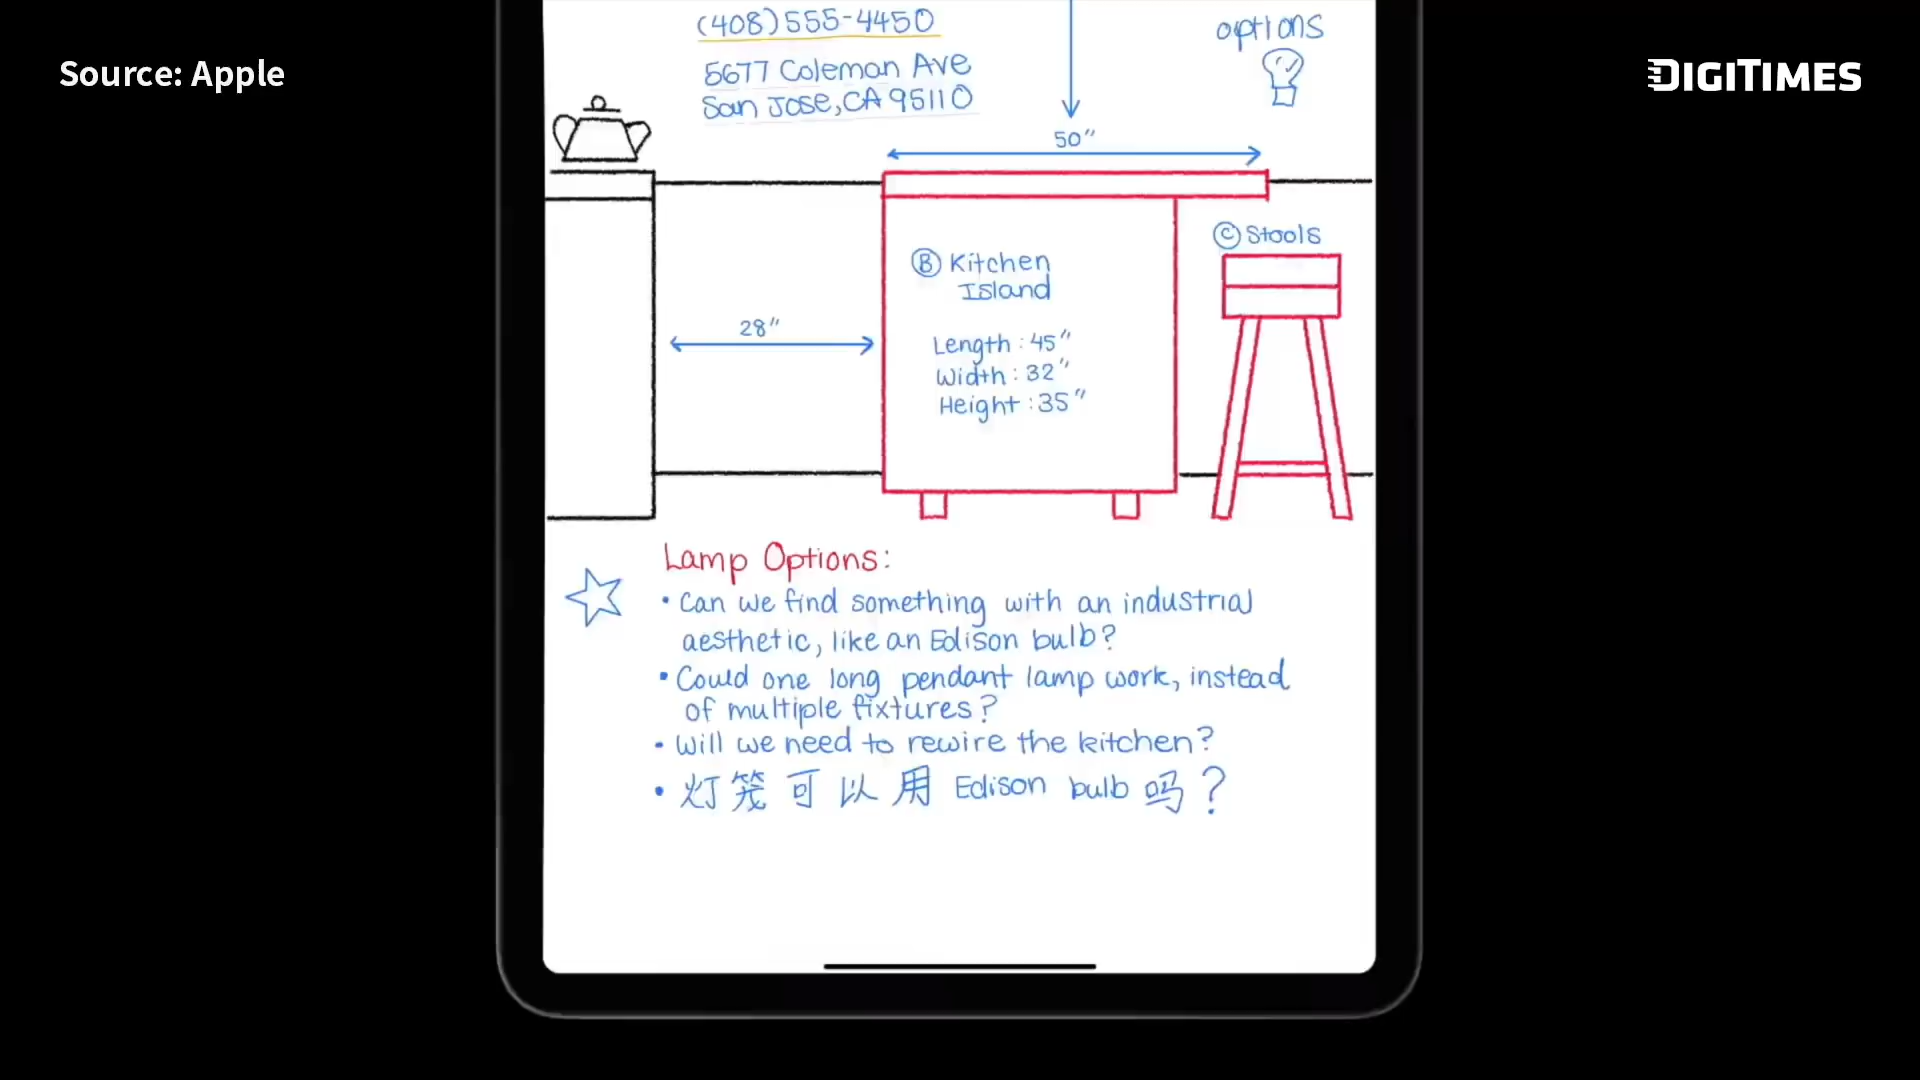 Source: Apple
DIGITIMES
(408)555-4450
5677 Coleman Ave
San Jose, CA 95110
options
50"
28"
B Kitchen
Island
Length: 45"
Width: 32"
Height: 35"
C Stools
Lamp Options:
• Can we find something with an industrial
aesthetic, like an Edison bulb?
• Could one long pendant lamp work, instead
of multiple fixtures?
• Will we need to rewire the kitchen?
• 灯笼可以用 Edison bulb 吗?